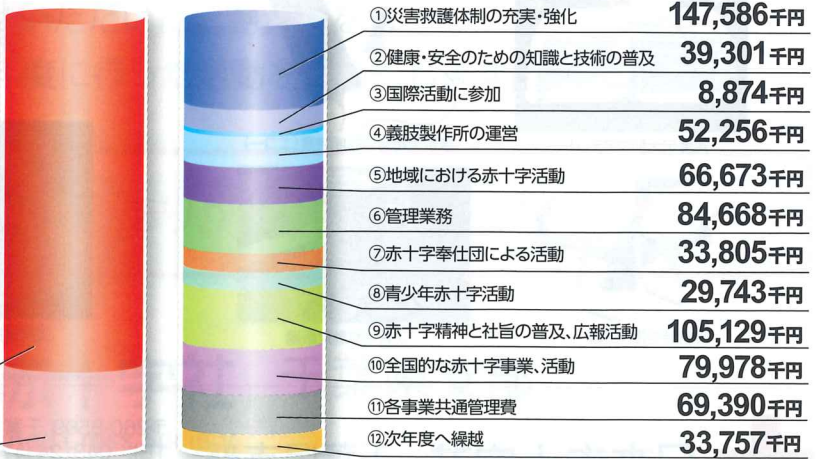 ①災害救護体制の充実・強化 147,586千円
②健康・安全のための知識と技術の普及 39,301千円
③国際活動に参加 8,874千円
④義肢製作所の運営 52,256千円
⑤地域における赤十字活動 66,673千円
⑥管理業務 84,668千円
⑦赤十字奉仕団による活動 33,805千円
⑧青少年赤十字活動 29,743千円
⑨赤十字精神と社旨の普及、広報活動 105,129千円
⑩全国的な赤十字事業、活動 79,978千円
⑪各事業共通管理費 69,390千円
⑫次年度へ繰越 33,757千円